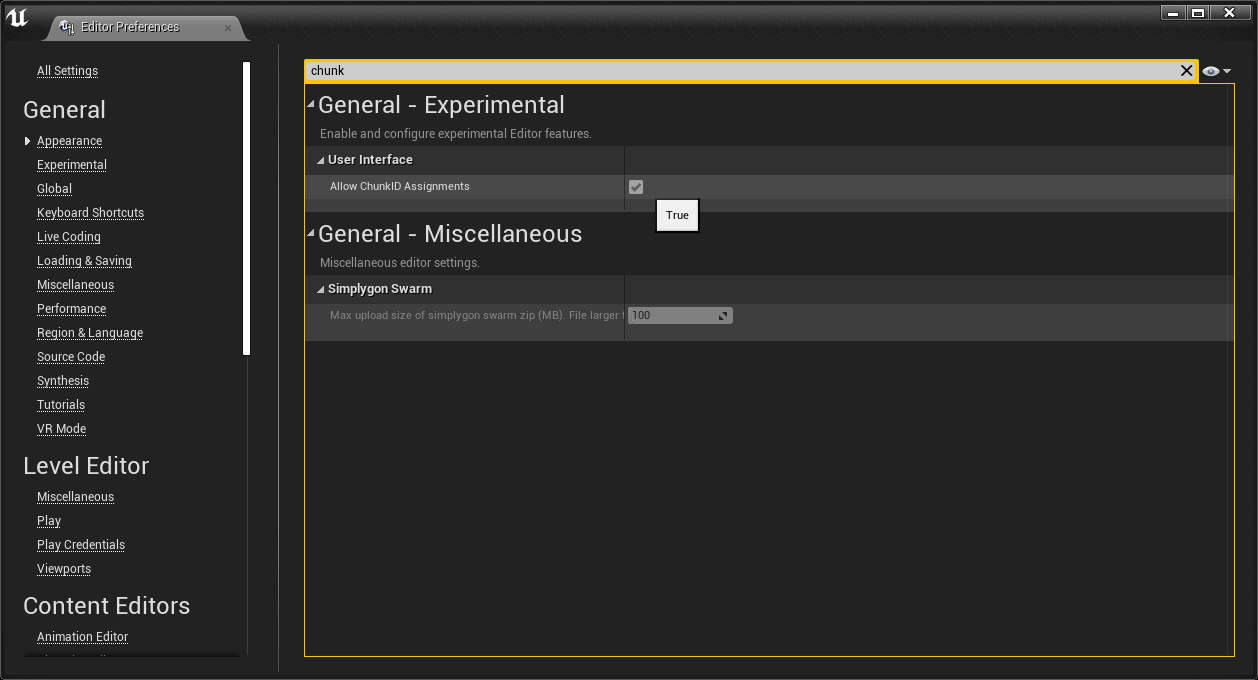 Editor Preferences
All Settings
General
Appearance
Experimental
Global
Keyboard Shortcuts
Live Coding
Loading & Saving
Miscellaneous
Performance
Region & Language
Source Code
Synthesis
Tutorials
VR Mode
Level Editor
Miscellaneous
Play
Play Credentials
Viewports
Content Editors
Animation Editor
chunk
General - Experimental
Enable and configure experimental Editor features.
User Interface
Allow ChunkID Assignments
True
General - Miscellaneous
Miscellaneous editor settings.
Simplygon Swarm
Max upload size of simplygon swarm zip (MB). File larger
100